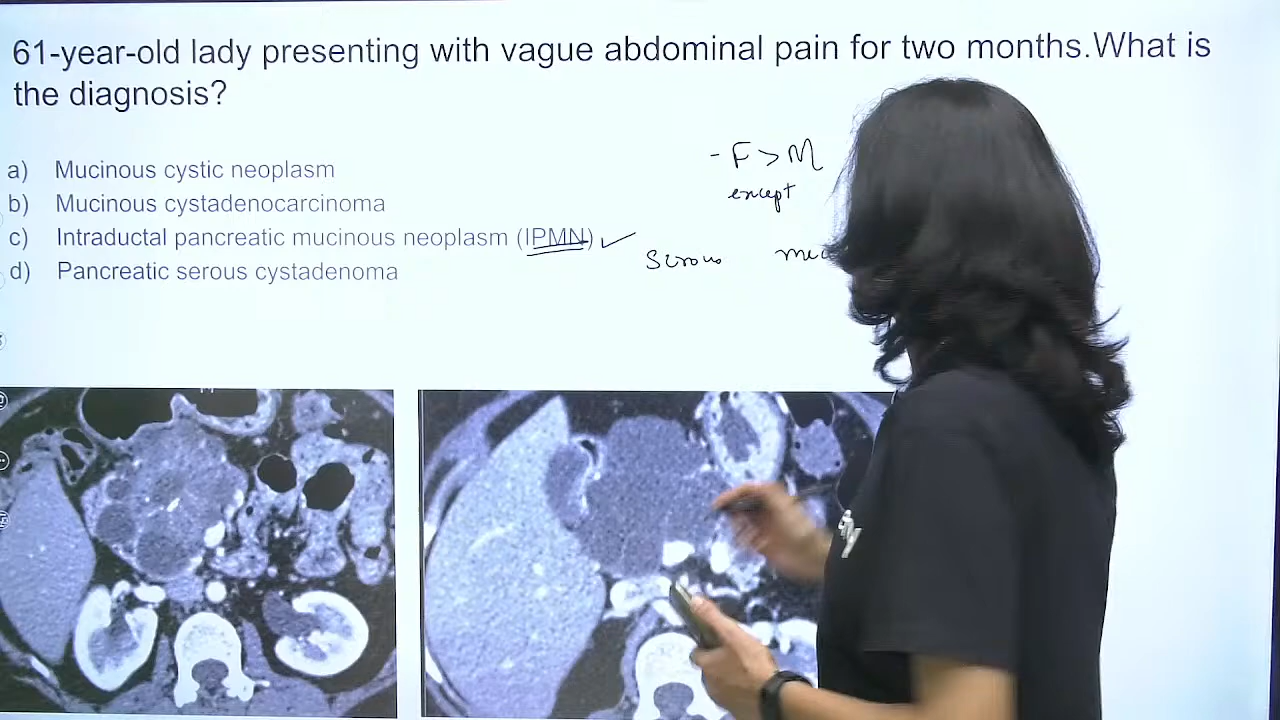 61-year-old lady presenting with vague abdominal pain for two months.What is
the diagnosis?
a) Mucinous cystic neoplasm
b) Mucinous cystadenocarcinoma
c) Intraductal pancreatic mucinous neoplasm (IPMN)
d) Pancreatic serous cystadenoma
- F > M
except
Serous